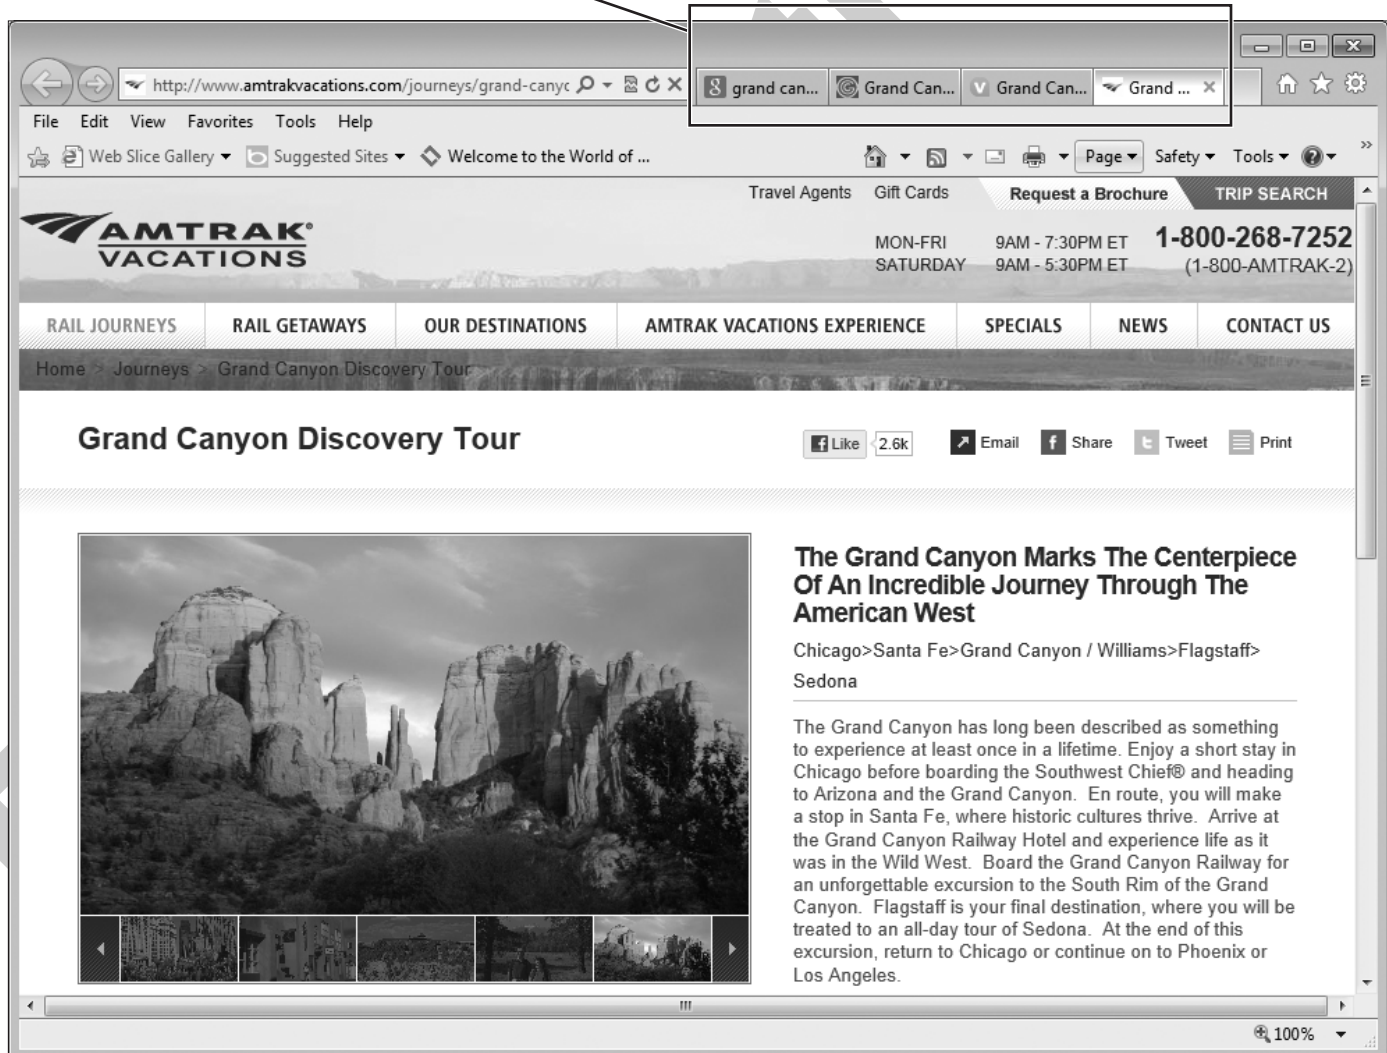 http://www.amtrakvacations.com/journeys/grand-canyc
grand can...
Grand Can...
Grand Can...
Grand ...
File Edit View Favorites Tools Help
Web Slice Gallery
Suggested Sites
Welcome to the World of ...
Page
Safety
Tools
Travel Agents
Gift Cards
Request a Brochure
TRIP SEARCH
AMTRAK®
VACATIONS
MON-FRI 9AM - 7:30PM ET
SATURDAY 9AM - 5:30PM ET
1-800-268-7252
(1-800-AMTRAK-2)
RAIL JOURNEYS
RAIL GETAWAYS
OUR DESTINATIONS
AMTRAK VACATIONS EXPERIENCE
SPECIALS
NEWS
CONTACT US
Home > Journeys > Grand Canyon Discovery Tour
Grand Canyon Discovery Tour
Like
2.6k
Email
Share
Tweet
Print
The Grand Canyon Marks The Centerpiece
Of An Incredible Journey Through The
American West
Chicago>Santa Fe>Grand Canyon / Williams>Flagstaff>
Sedona
The Grand Canyon has long been described as something
to experience at least once in a lifetime. Enjoy a short stay in
Chicago before boarding the Southwest Chief® and heading
to Arizona and the Grand Canyon. En route, you will make
a stop in Santa Fe, where historic cultures thrive. Arrive at
the Grand Canyon Railway Hotel and experience life as it
was in the Wild West. Board the Grand Canyon Railway for
an unforgettable excursion to the South Rim of the Grand
Canyon. Flagstaff is your final destination, where you will be
treated to an all-day tour of Sedona. At the end of this
excursion, return to Chicago or continue on to Phoenix or
Los Angeles.
100%